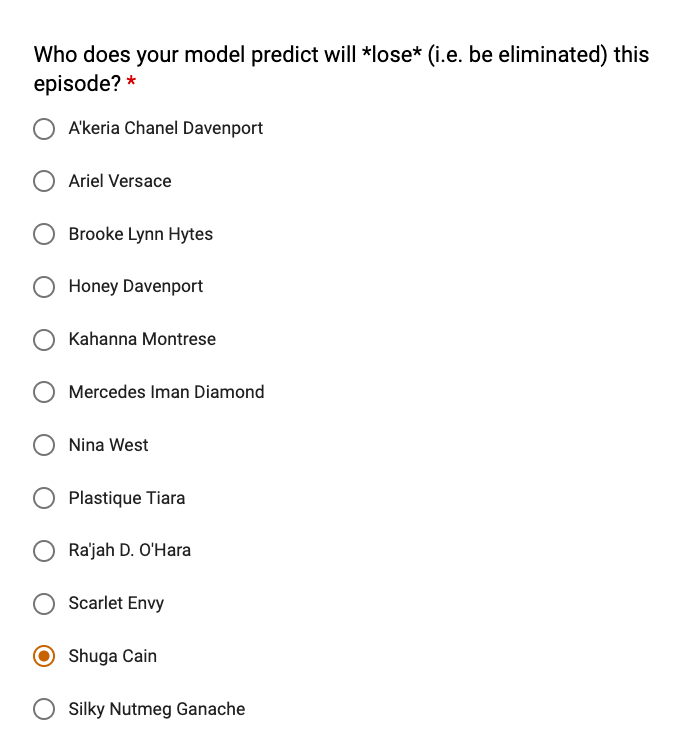 Who does your model predict will *lose* (i.e. be eliminated) this
episode? *
A'keria Chanel Davenport
Ariel Versace
Brooke Lynn Hytes
Honey Davenport
Kahanna Montrese
Mercedes Iman Diamond
Nina West
Plastique Tiara
Ra'jah D. O'Hara
Scarlet Envy
Shuga Cain
Silky Nutmeg Ganache